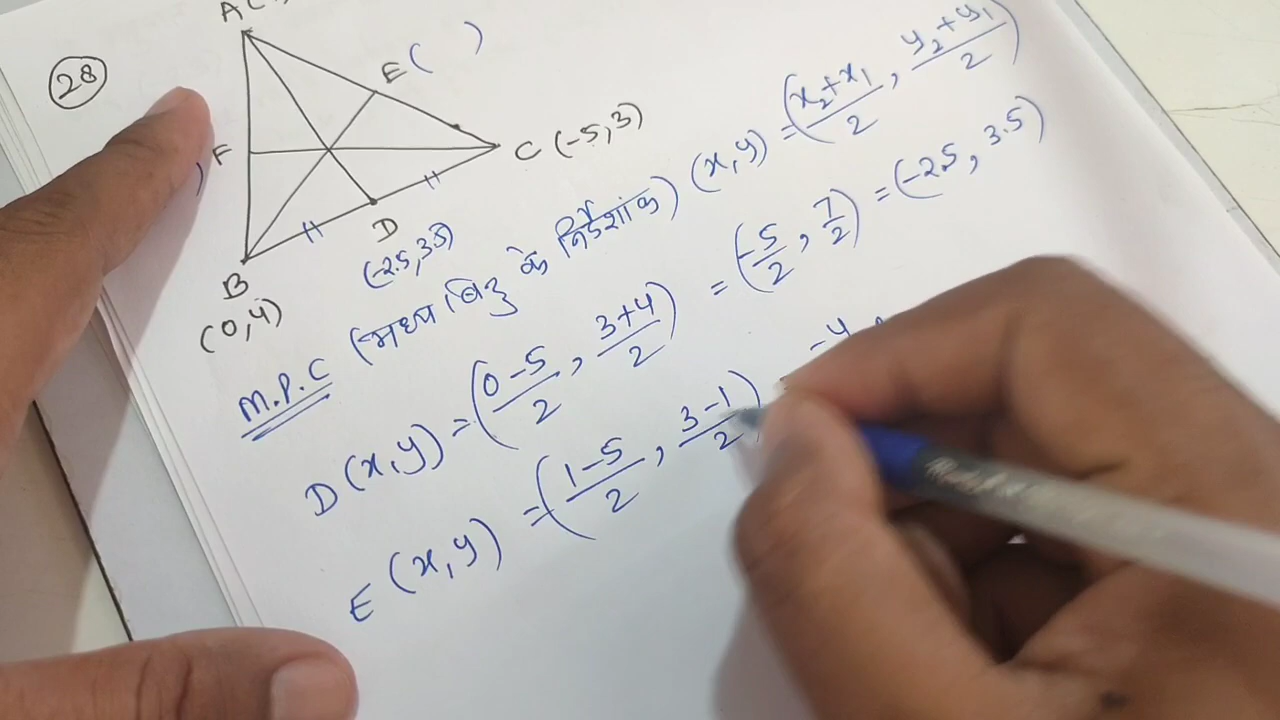 28
A(
E( )
F
)
C (-5,3)
D
(-2.5,3.5)
B
(0,4)
M.P.C (मध्य बिंदु के निर्देशांक) (x,y) = (x₂+x₁/2, y₂+y₁/2)
D(x,y) = (0-5/2, 3+4/2) = (-5/2, 7/2) = (-2.5, 3.5)
E(x,y) = (1-5/2, 3-1/2) -4,